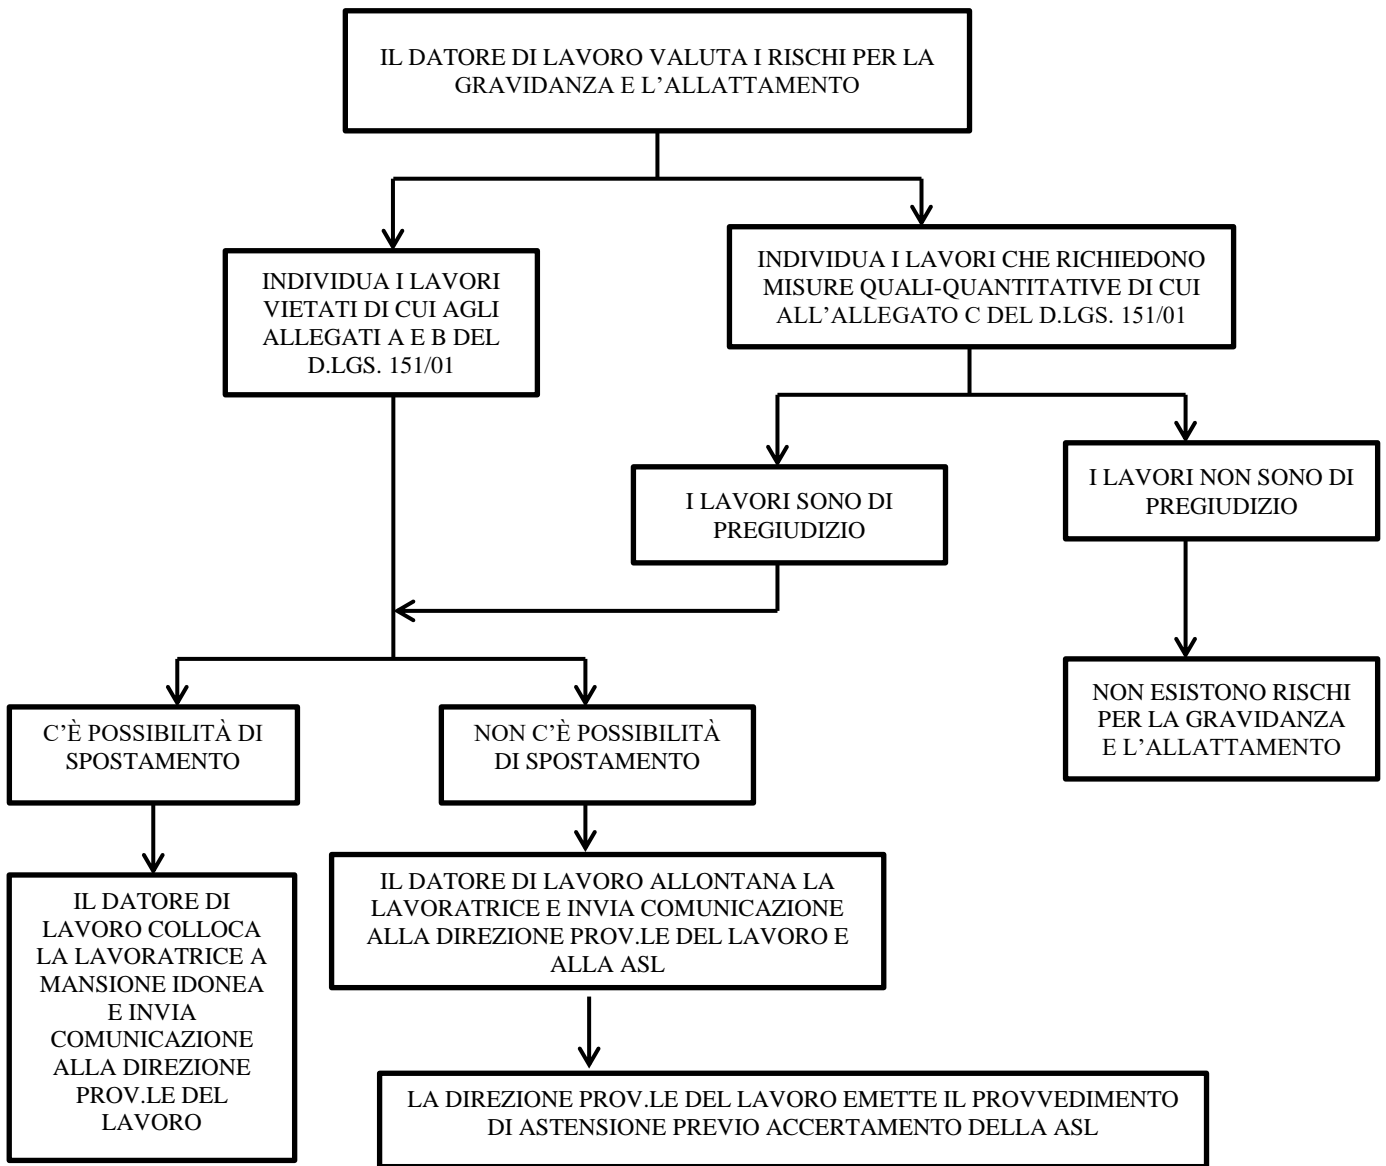 IL DATORE DI LAVORO VALUTA I RISCHI PER LA
GRAVIDANZA E L’ALLATTAMENTO
INDIVIDUA I LAVORI
VIETATI DI CUI AGLI
ALLEGATI A E B DEL
D.LGS. 151/01
INDIVIDUA I LAVORI CHE RICHIEDONO
MISURE QUALI-QUANTITATIVE DI CUI
ALL’ALLEGATO C DEL D.LGS. 151/01
I LAVORI SONO DI
PREGIUDIZIO
I LAVORI NON SONO DI
PREGIUDIZIO
NON ESISTONO RISCHI
PER LA GRAVIDANZA
E L’ALLATTAMENTO
C’È POSSIBILITÀ DI
SPOSTAMENTO
NON C’È POSSIBILITÀ
DI SPOSTAMENTO
IL DATORE DI
LAVORO COLLOCA
LA LAVORATRICE A
MANSIONE IDONEA
E INVIA
COMUNICAZIONE
ALLA DIREZIONE
PROV.LE DEL
LAVORO
IL DATORE DI LAVORO ALLONTANA LA
LAVORATRICE E INVIA COMUNICAZIONE
ALLA DIREZIONE PROV.LE DEL LAVORO E
ALLA ASL
LA DIREZIONE PROV.LE DEL LAVORO EMETTE IL PROVVEDIMENTO
DI ASTENSIONE PREVIO ACCERTAMENTO DELLA ASL